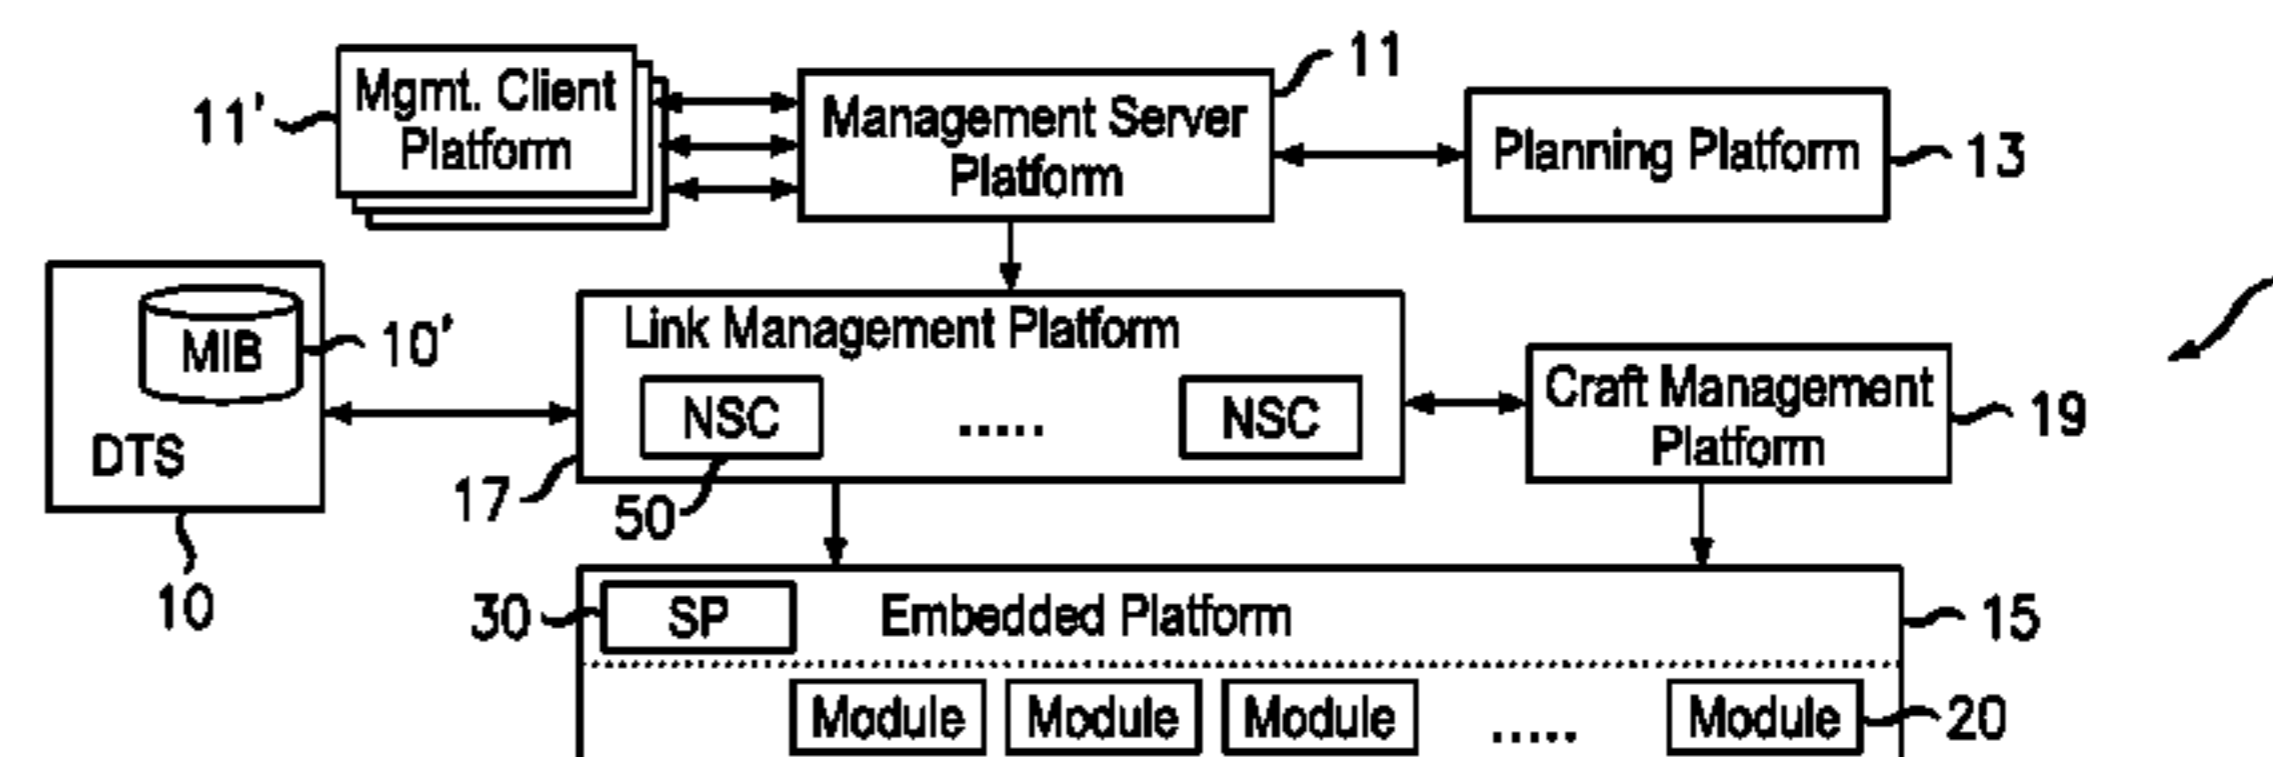 11'
Mgmt. Client
Platform
Management Server
Platform
11
Planning Platform
13
MIB
10'
DTS
10
Link Management Platform
NSC
.....
NSC
17
50
Craft Management
Platform
19
30
SP
Embedded Platform
15
Module
Module
Module
.....
Module
20